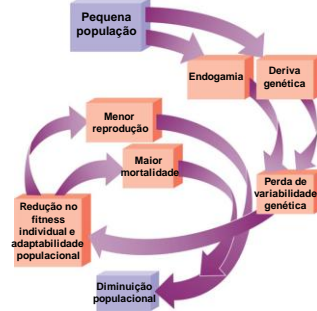 Pequena
população
Endogamia
Deriva
genética
Menor
reprodução
Maior
mortalidade
Perda de
variabilidade
genética
Redução no
fitness
individual e
adaptabilidade
populacional
Diminuição
populacional